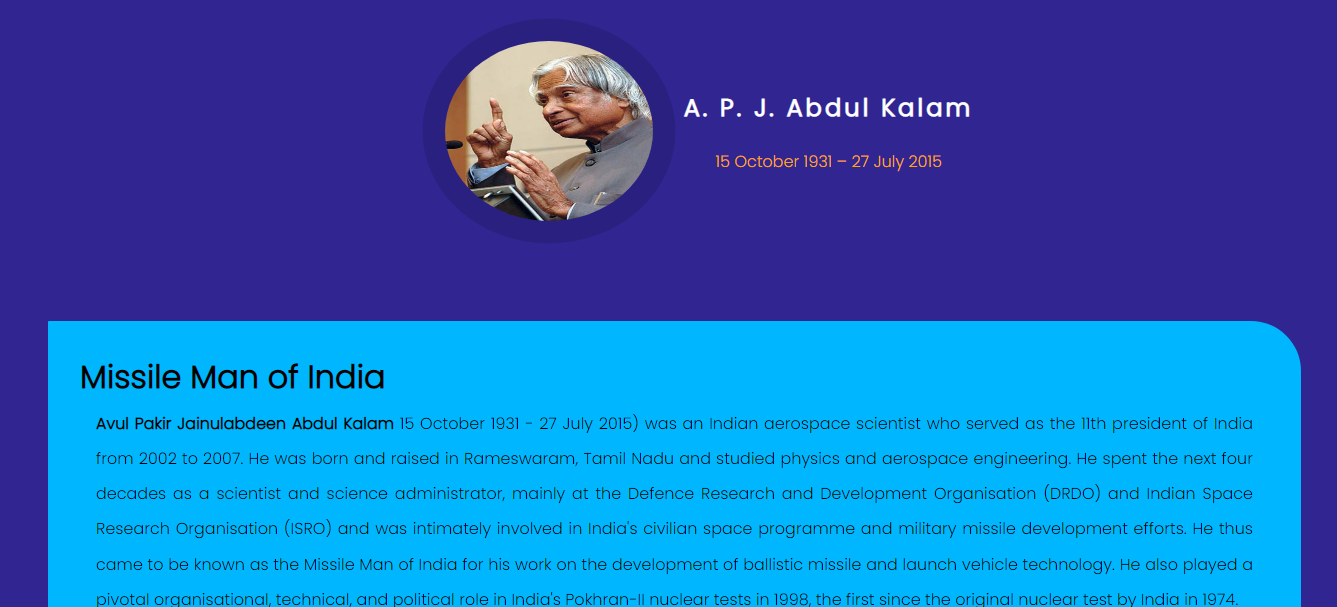 A. P. J. Abdul Kalam
15 October 1931 – 27 July 2015
Missile Man of India
Avul Pakir Jainulabdeen Abdul Kalam 15 October 1931 - 27 July 2015) was an Indian aerospace scientist who served as the 11th president of India
from 2002 to 2007. He was born and raised in Rameswaram, Tamil Nadu and studied physics and aerospace engineering. He spent the next four
decades as a scientist and science administrator, mainly at the Defence Research and Development Organisation (DRDO) and Indian Space
Research Organisation (ISRO) and was intimately involved in India's civilian space programme and military missile development efforts. He thus
came to be known as the Missile Man of India for his work on the development of ballistic missile and launch vehicle technology. He also played a
pivotal organisational, technical, and political role in India's Pokhran-II nuclear tests in 1998, the first since the original nuclear test by India in 1974.